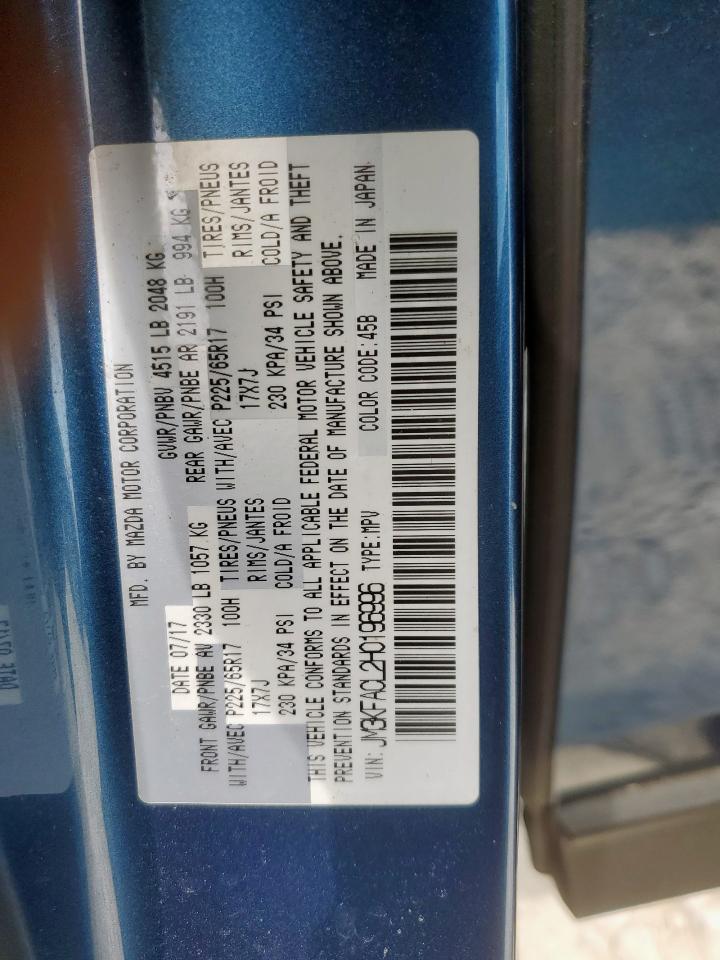 MFD. BY MAZDA MOTOR CORPORATION
DATE 07/17 GVWR/PNBV 4515 LB 2048 KG
FRONT GAWR/PNBE AV 2330 LB 1057 KG REAR GAWR/PNBE AR 2191 LB 994 KG
WITH/AVEC P225/65R17 100H TIRES/PNEUS WITH/AVEC P225/65R17 100H TIRES/PNEUS
17X7J RIMS/JANTES 17X7J RIMS/JANTES
230 KPA/34 PSI COLD/A FROID 230 KPA/34 PSI COLD/A FROID
THIS VEHICLE CONFORMS TO ALL APPLICABLE FEDERAL MOTOR VEHICLE SAFETY AND THEFT
PREVENTION STANDARDS IN EFFECT ON THE DATE OF MANUFACTURE SHOWN ABOVE.
VIN: JM3KFACL2H0196996 TYPE:MPV COLOR CODE:45B MADE IN JAPAN